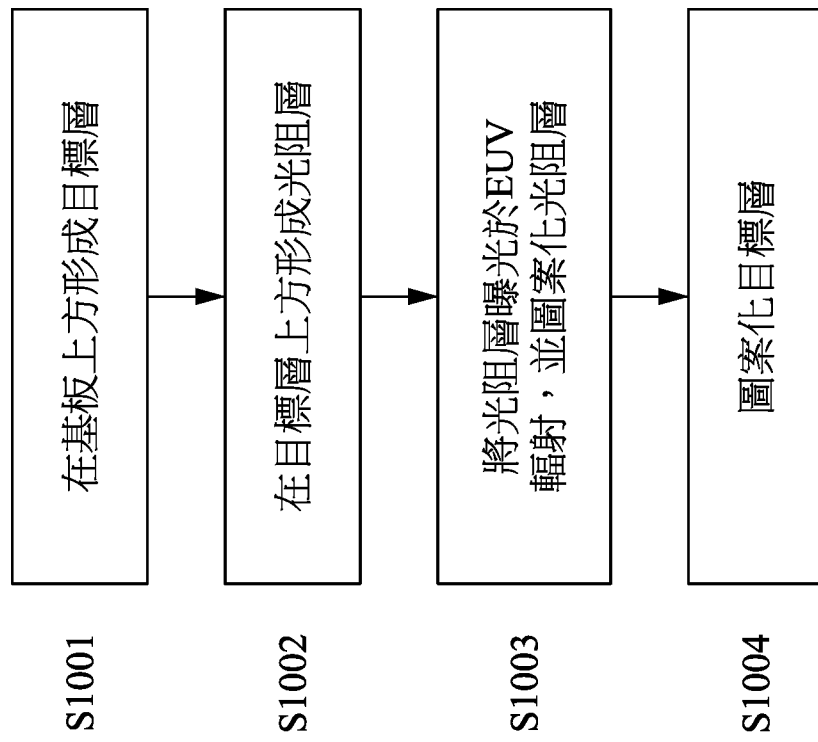 S1001
在基板上方形成目標層
S1002
在目標層上方形成光阻層
S1003
將光阻層曝光於EUV
輻射，並圖案化光阻層
S1004
圖案化目標層